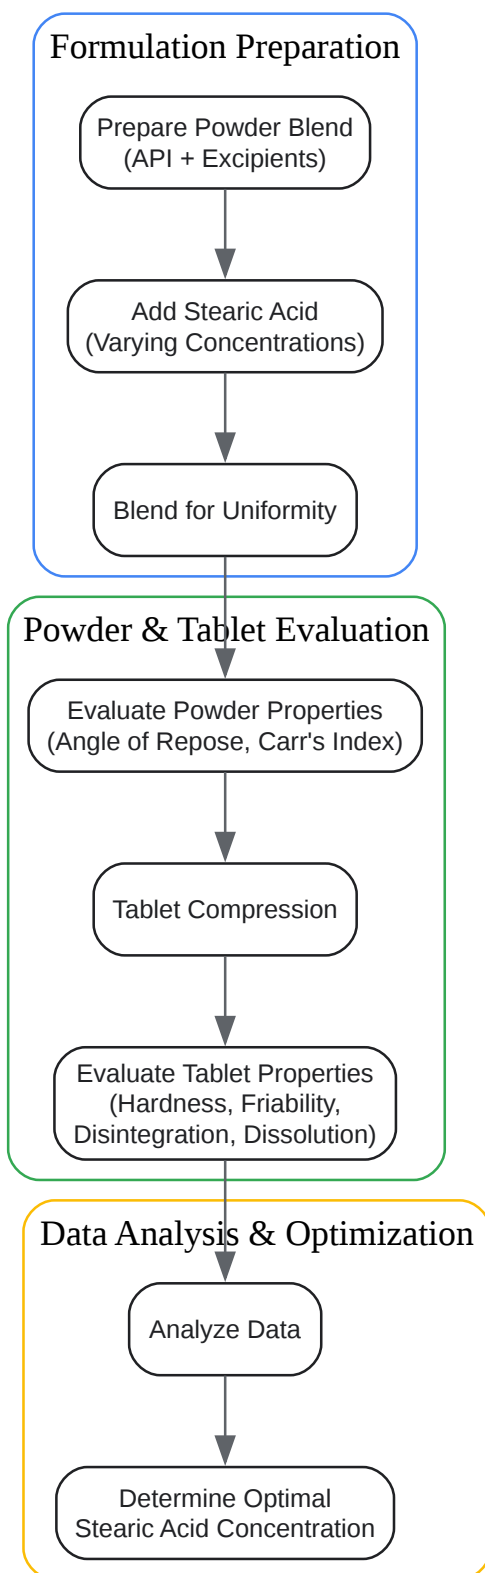 Formulation Preparation
Prepare Powder Blend
(API + Excipients)
Add Stearic Acid
(Varying Concentrations)
Blend for Uniformity
Powder & Tablet Evaluation
Evaluate Powder Properties
(Angle of Repose, Carr's Index)
Tablet Compression
Evaluate Tablet Properties
(Hardness, Friability,
Disintegration, Dissolution)
Data Analysis & Optimization
Analyze Data
Determine Optimal
Stearic Acid Concentration